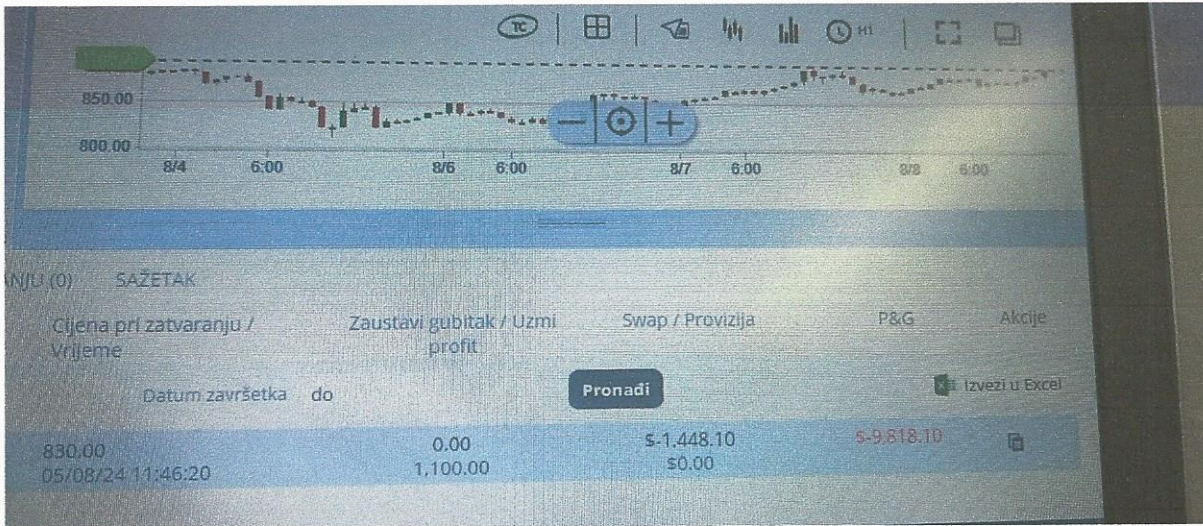 TC H1
850.00
800.00
8/4 6:00 8/6 6:00 8/7 6:00 8/8 6:00
NJU (0) SAŽETAK
Cijena pri zatvaranju / Zaustavi gubitak / Uzmi Swap / Provizija P&G Akcije
Vrijeme profit
Datum završetka do Pronađi Izvezi u Excel
830.00 0.00 $-1,448.10 $-9,818.10
05/08/24 11:46:20 1,100.00 $0.00